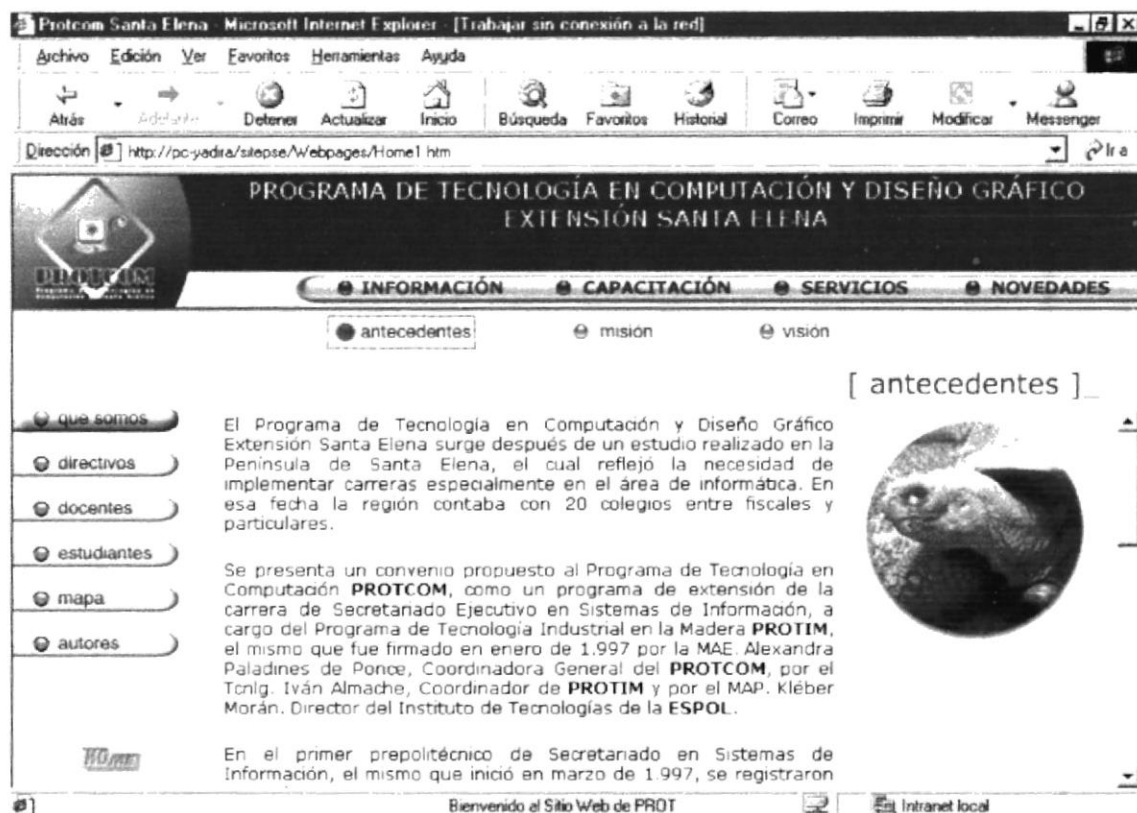 Protcom Santa Elena - Microsoft Internet Explorer - [Trabajar sin conexión a la red]
Archivo Edición Ver Favoritos Herramientas Ayuda
Atrás Adelante Detener Actualizar Inicio Búsqueda Favoritos Historial Correo Imprimir Modificar Messenger
Dirección http://pc-yadira/sitepse/Webpages/Home1.htm Ir a
PROGRAMA DE TECNOLOGÍA EN COMPUTACIÓN Y DISEÑO GRÁFICO
EXTENSIÓN SANTA ELENA
PROTCOM
INFORMACIÓN CAPACITACIÓN SERVICIOS NOVEDADES
antecedentes misión visión
[ antecedentes ]_
que somos
directivos
docentes
estudiantes
mapa
autores
El Programa de Tecnología en Computación y Diseño Gráfico
Extensión Santa Elena surge después de un estudio realizado en la
Península de Santa Elena, el cual reflejó la necesidad de
implementar carreras especialmente en el área de informática. En
esa fecha la región contaba con 20 colegios entre fiscales y
particulares.
Se presenta un convenio propuesto al Programa de Tecnología en
Computación PROTCOM, como un programa de extensión de la
carrera de Secretariado Ejecutivo en Sistemas de Información, a
cargo del Programa de Tecnología Industrial en la Madera PROTIM,
el mismo que fue firmado en enero de 1.997 por la MAE. Alexandra
Paladines de Ponce, Coordinadora General del PROTCOM, por el
Tcnlg. Iván Almache, Coordinador de PROTIM y por el MAP. Kléber
Morán. Director del Instituto de Tecnologías de la ESPOL.
En el primer prepolitécnico de Secretariado en Sistemas de
Información, el mismo que inició en marzo de 1.997, se registraron
Bienvenido al Sitio Web de PROT Intranet local